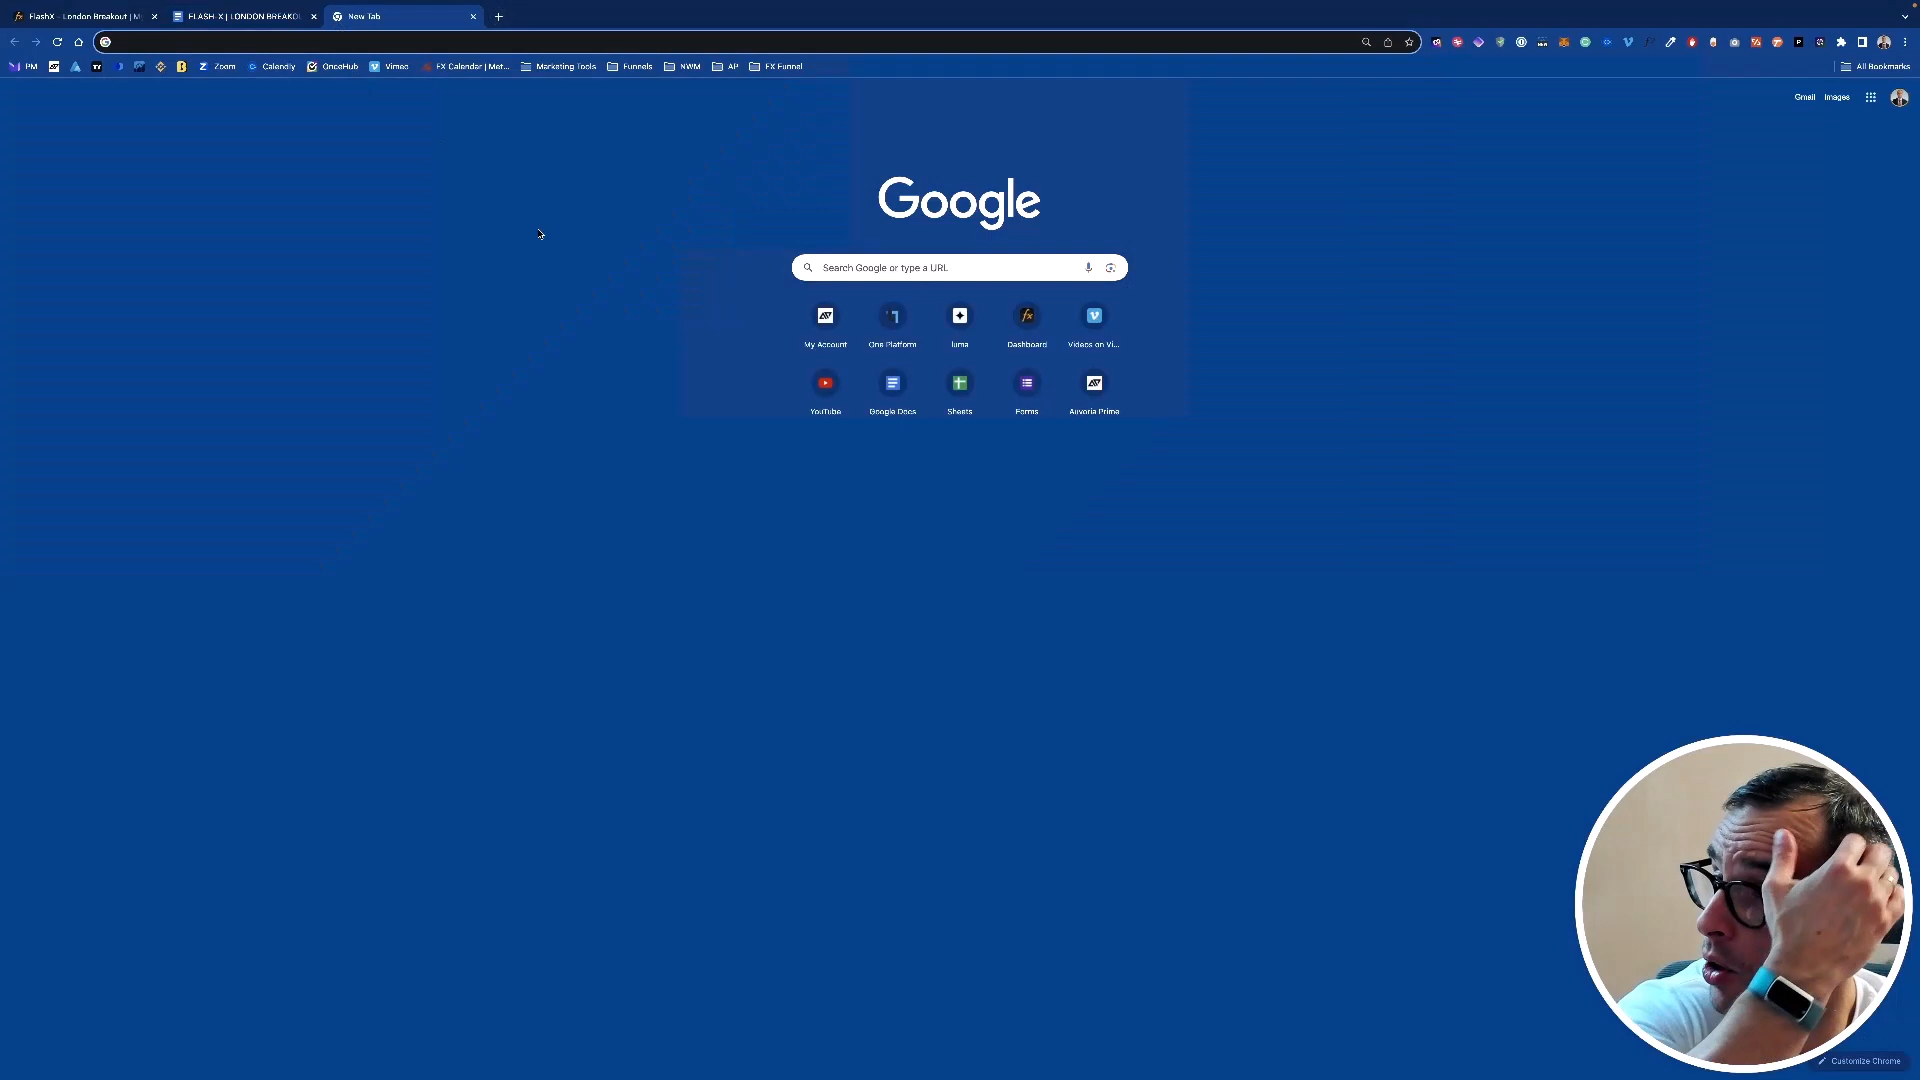 FlashX - London Breakout | M
FLASH-X | LONDON BREAKOU
New Tab
PM
Zoom
Calendly
OnceHub
Vimeo
FX Calendar | Met...
Marketing Tools
Funnels
NWM
AP
FX Funnel
All Bookmarks
Gmail
Images
Google
Search Google or type a URL
My Account
One Platform
luma
Dashboard
Videos on Vi...
YouTube
Google Docs
Sheets
Forms
Auvoria Prime
Customize Chrome